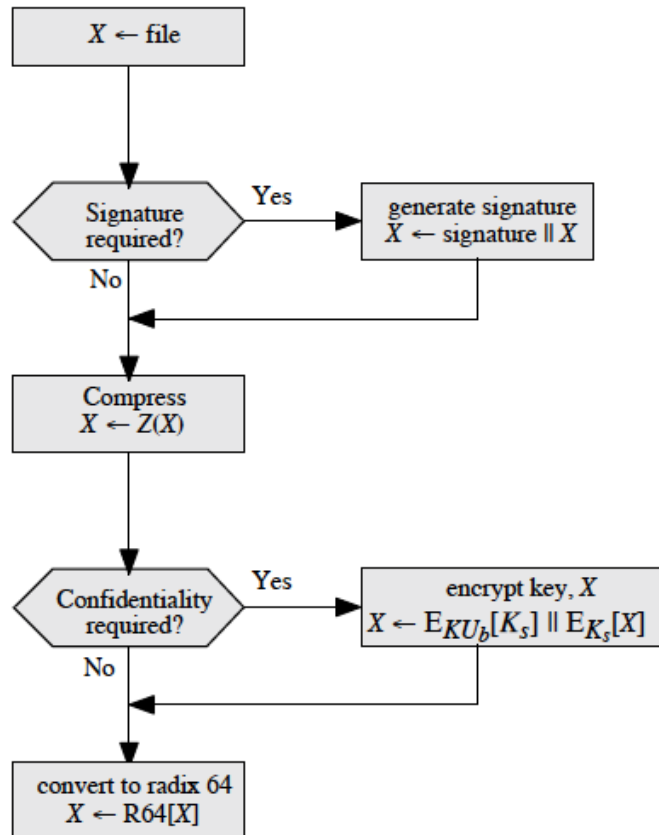 X ← file
Signature
required?
Yes
generate signature
X ← signature || X
No
Compress
X ← Z(X)
Confidentiality
required?
Yes
encrypt key, X
X ← E_{KU_b}[K_s] || E_{K_s}[X]
No
convert to radix 64
X ← R64[X]